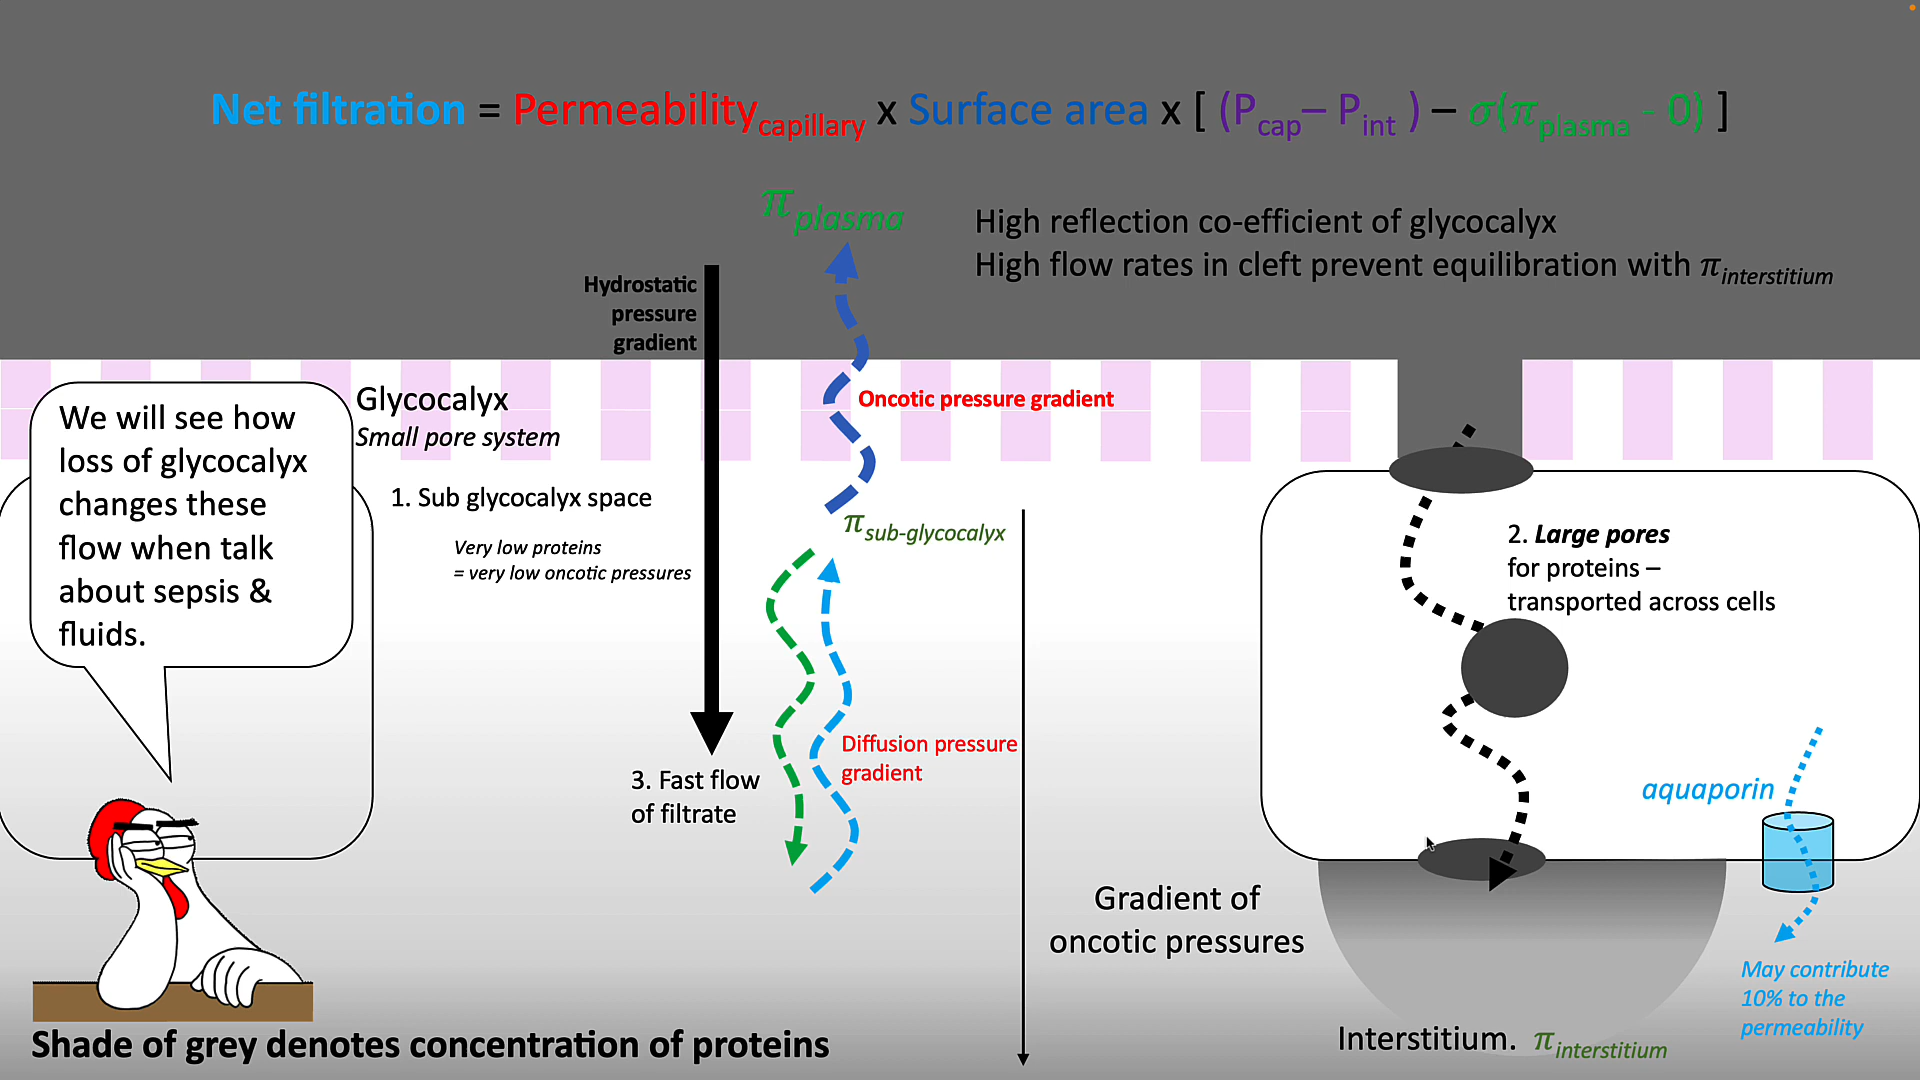 Net filtration = Permeability capillary x Surface area x [ (P cap – P int ) – σ(π plasma - 0) ]
π plasma
High reflection co-efficient of glycocalyx
High flow rates in cleft prevent equilibration with π interstitium
Hydrostatic
pressure
gradient
We will see how
loss of glycocalyx
changes these
flow when talk
about sepsis &
fluids.
Glycocalyx
Small pore system
Oncotic pressure gradient
1. Sub glycocalyx space
Very low proteins
= very low oncotic pressures
π sub-glycocalyx
2. Large pores
for proteins –
transported across cells
Diffusion pressure
gradient
3. Fast flow
of filtrate
aquaporin
Gradient of
oncotic pressures
May contribute
10% to the
permeability
Interstitium. π interstitium
Shade of grey denotes concentration of proteins